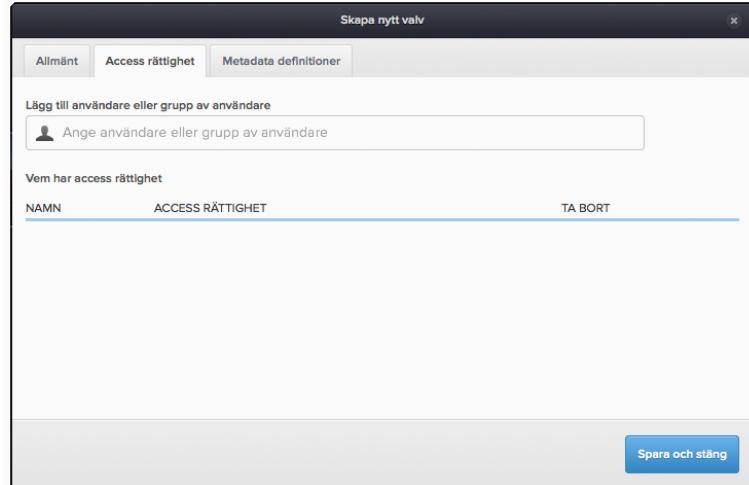 Skapa nytt valv
Allmänt Access rättighet Metadata definitioner
Lägg till användare eller grupp av användare
Ange användare eller grupp av användare
Vem har access rättighet
NAMN ACCESS RÄTTIGHET TA BORT
Spara och stäng